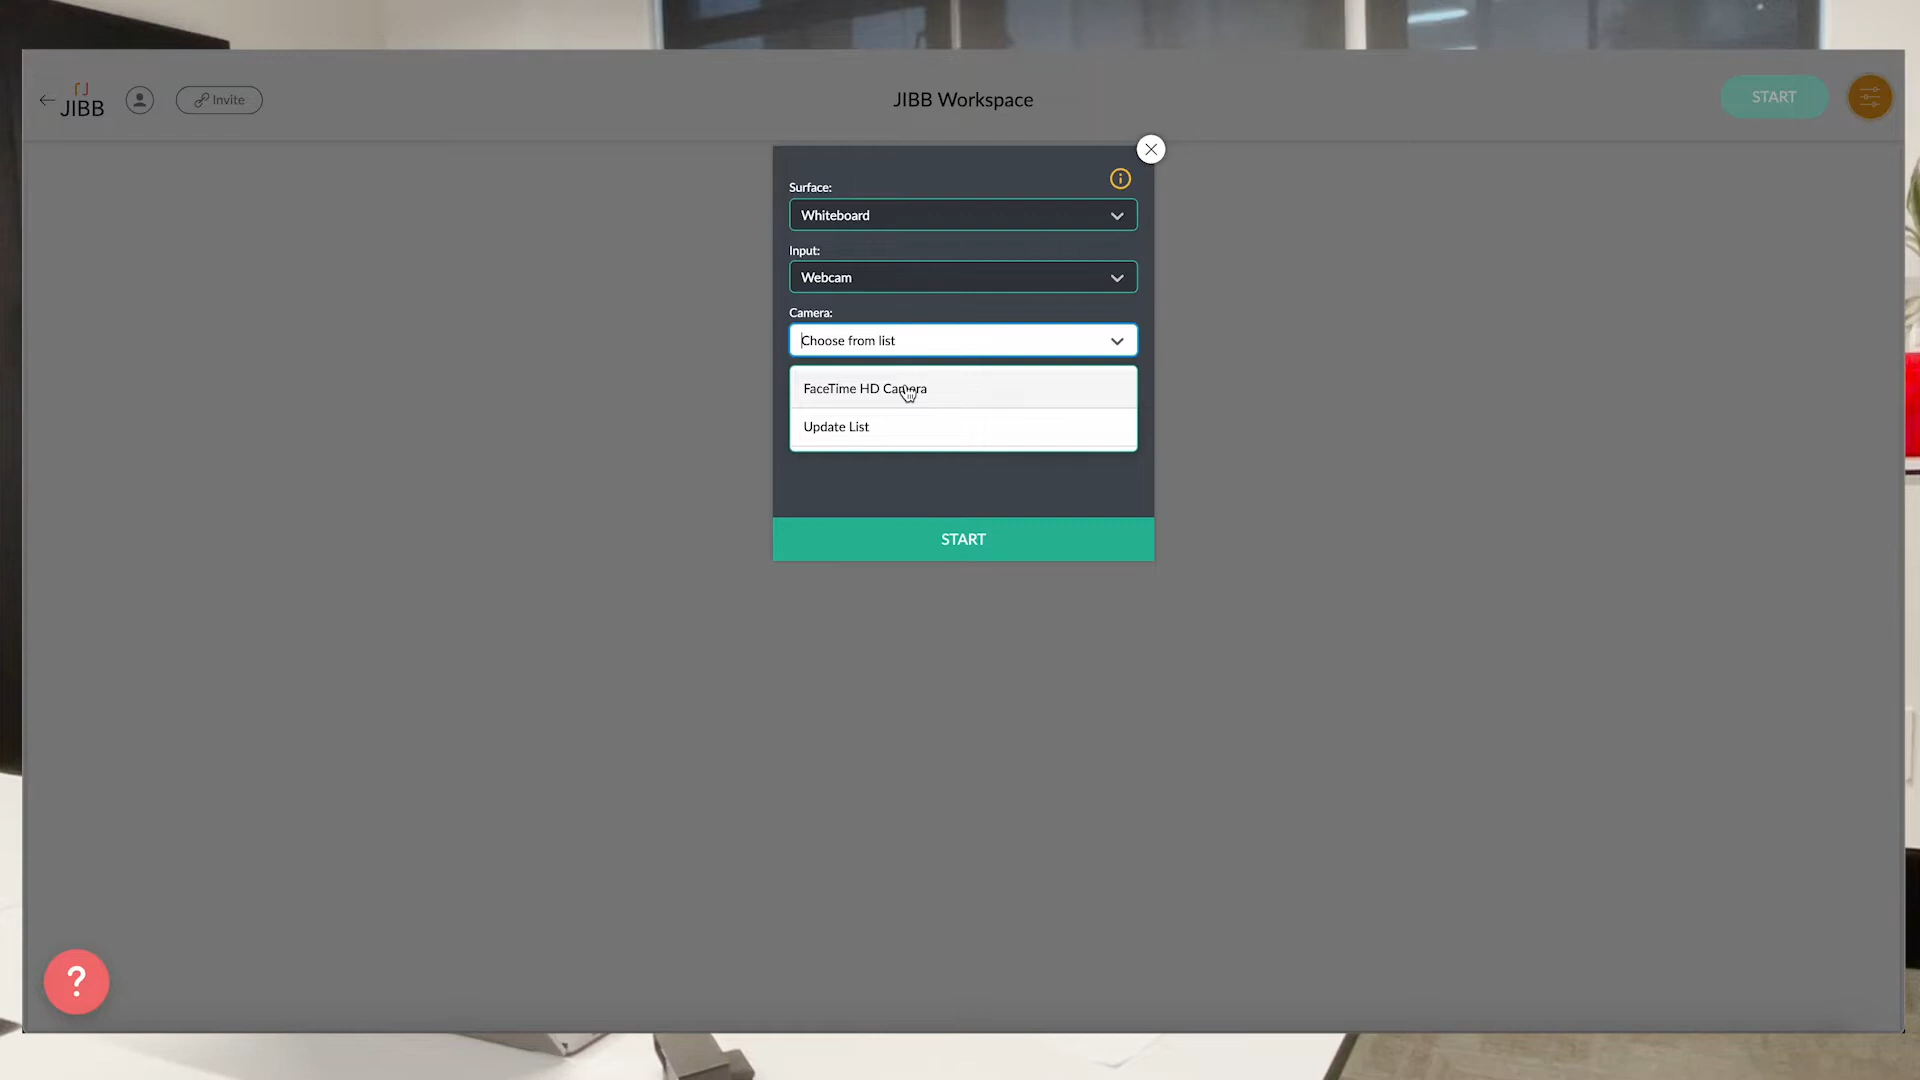 JIBB
Invite
JIBB Workspace
START
Surface:
Whiteboard
Input:
Webcam
Camera:
Choose from list
FaceTime HD Camera
Update List
START
?